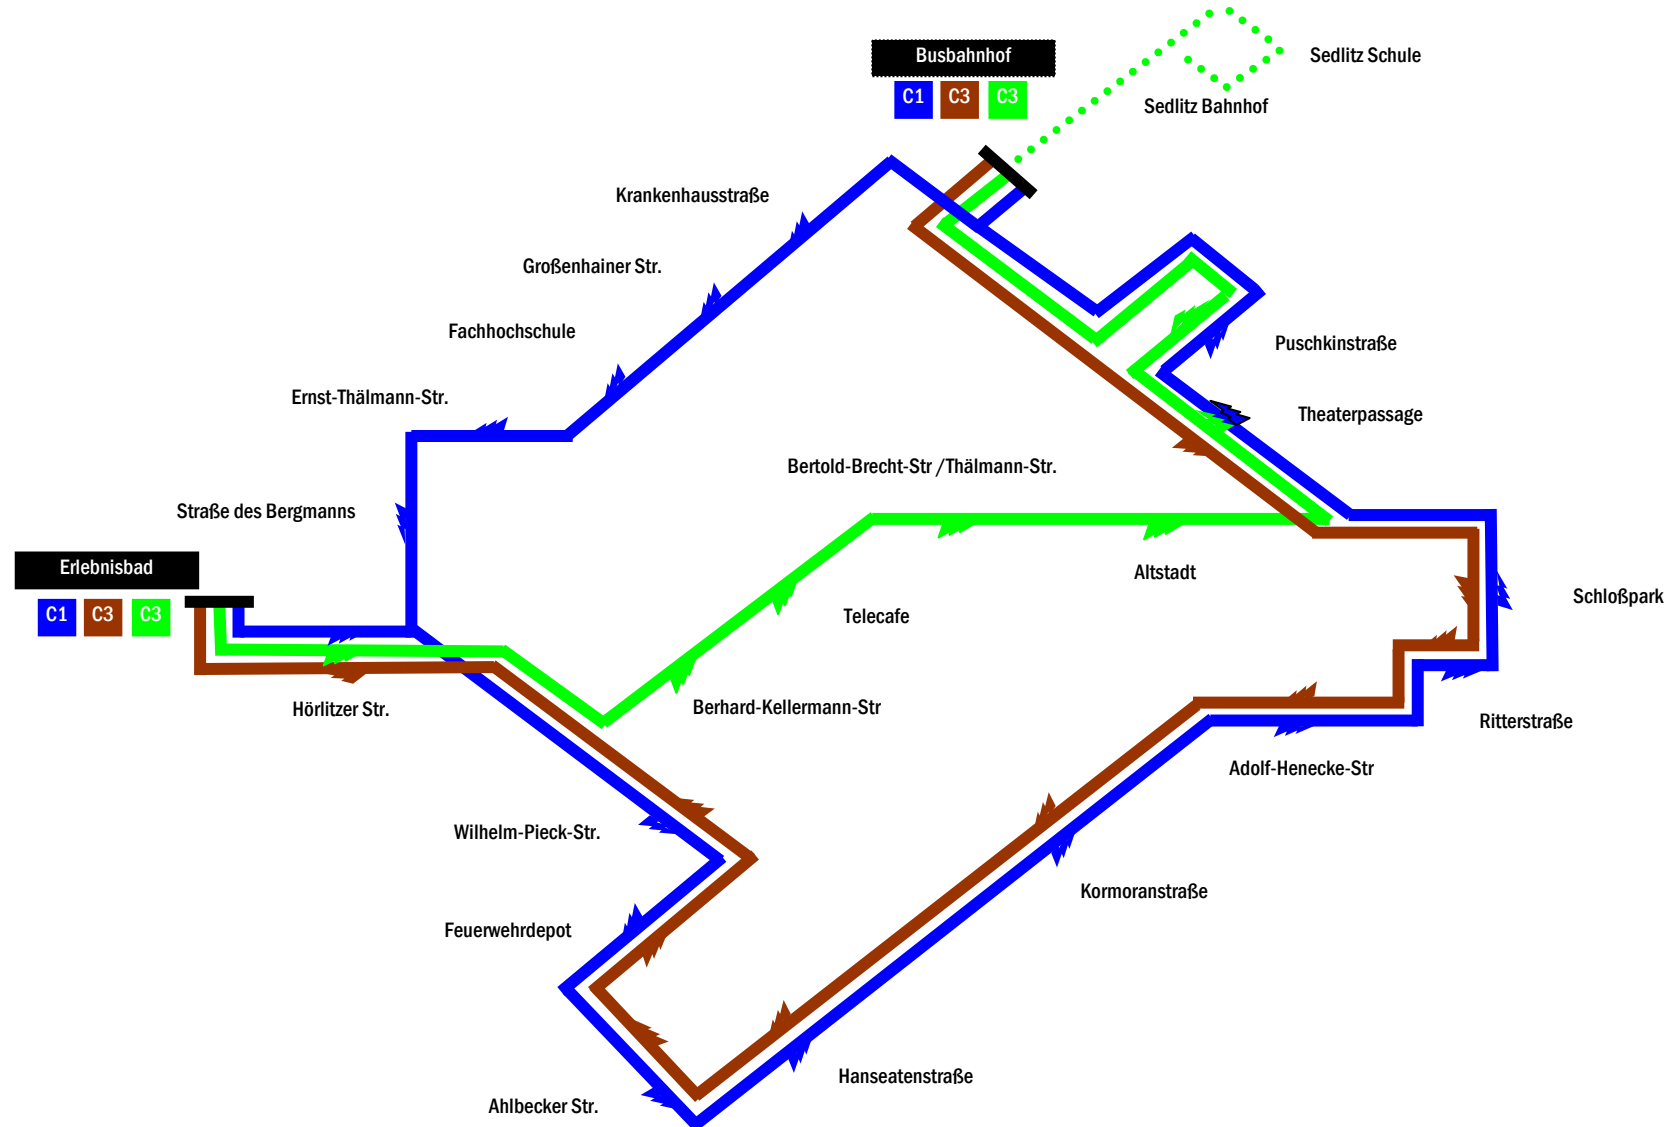 Busbahnhof
C1 C3 C3
Sedlitz Schule
Sedlitz Bahnhof
Krankenhausstraße
Großenhainer Str.
Fachhochschule
Puschkinstraße
Ernst-Thälmann-Str.
Theaterpassage
Bertold-Brecht-Str /Thälmann-Str.
Straße des Bergmanns
Erlebnisbad
C1 C3 C3
Altstadt
Schloßpark
Telecafe
Hörlitzer Str.
Berhard-Kellermann-Str
Ritterstraße
Adolf-Henecke-Str
Wilhelm-Pieck-Str.
Kormoranstraße
Feuerwehrdepot
Hanseatenstraße
Ahlbecker Str.